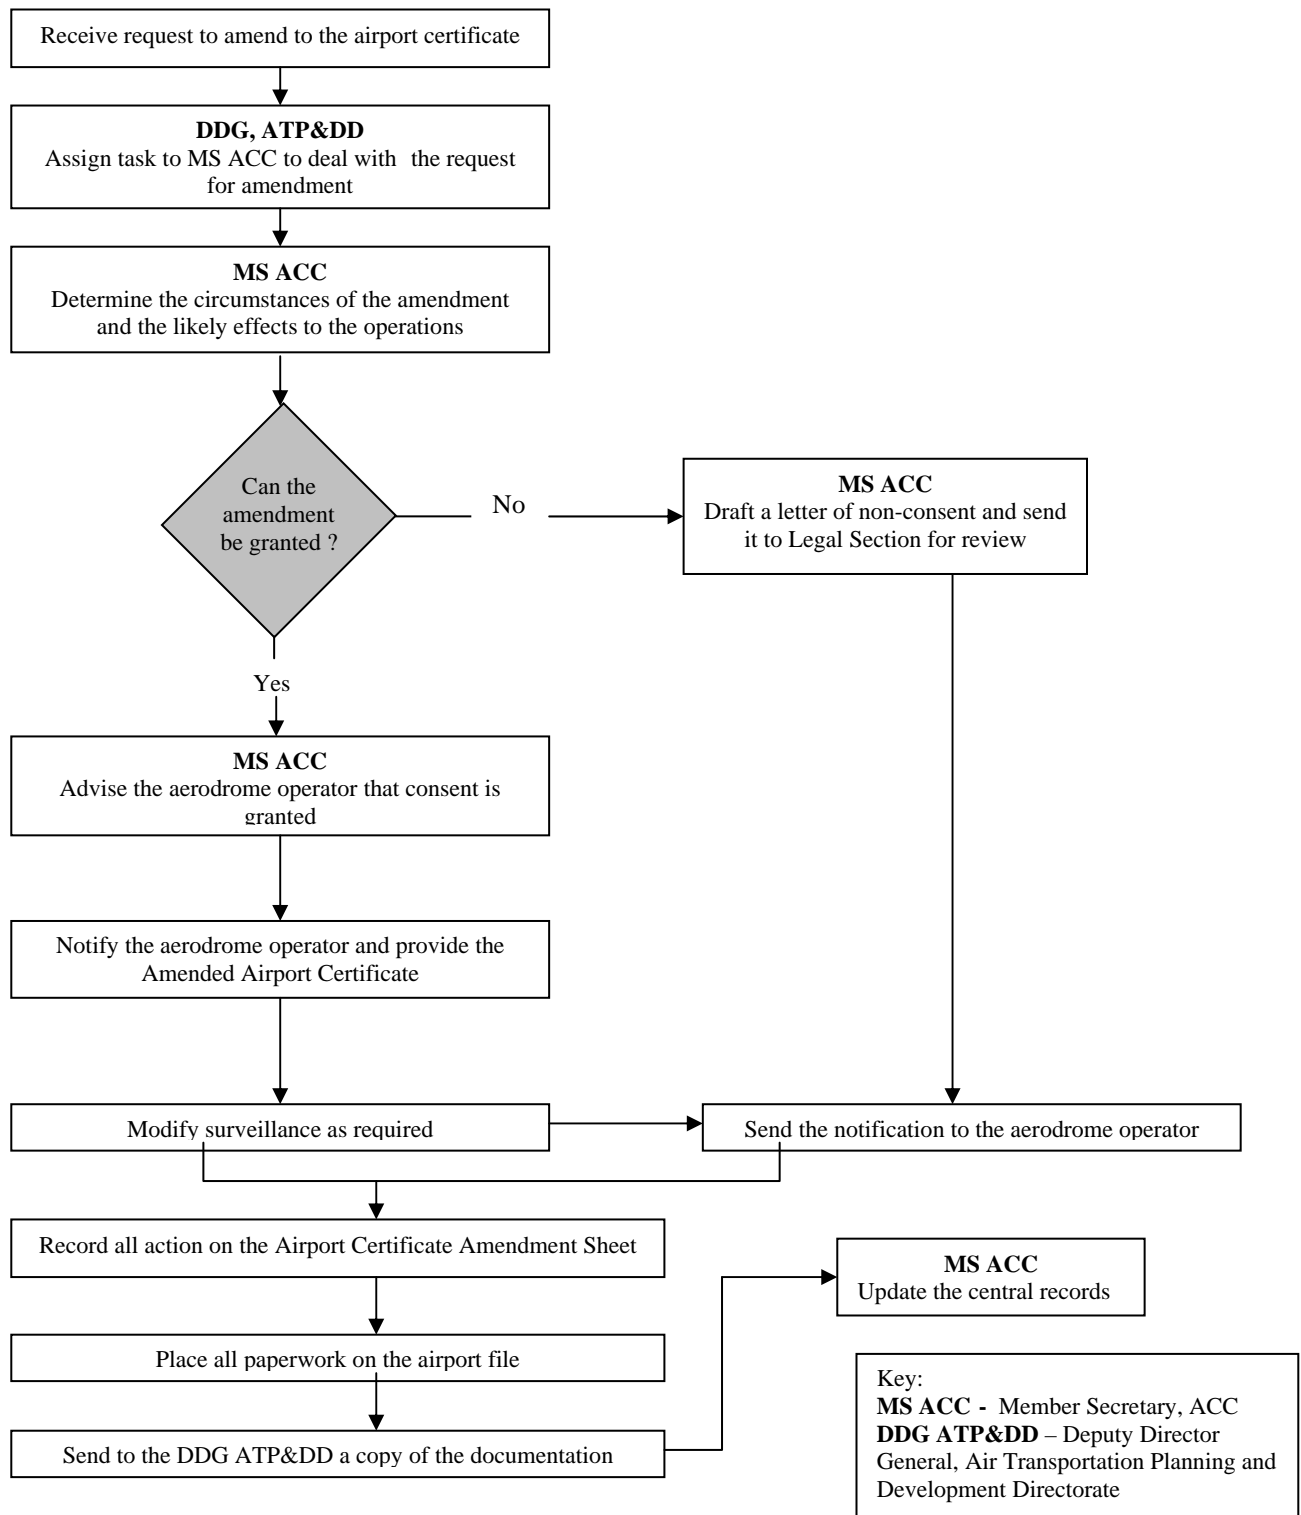 Receive request to amend to the airport certificate
DDG, ATP&DD
Assign task to MS ACC to deal with the request
for amendment
MS ACC
Determine the circumstances of the amendment
and the likely effects to the operations
Can the
amendment
be granted ?
No
MS ACC
Draft a letter of non-consent and send
it to Legal Section for review
Yes
MS ACC
Advise the aerodrome operator that consent is
granted
Notify the aerodrome operator and provide the
Amended Airport Certificate
Modify surveillance as required
Send the notification to the aerodrome operator
Record all action on the Airport Certificate Amendment Sheet
MS ACC
Update the central records
Place all paperwork on the airport file
Send to the DDG ATP&DD a copy of the documentation
Key:
MS ACC - Member Secretary, ACC
DDG ATP&DD – Deputy Director
General, Air Transportation Planning and
Development Directorate